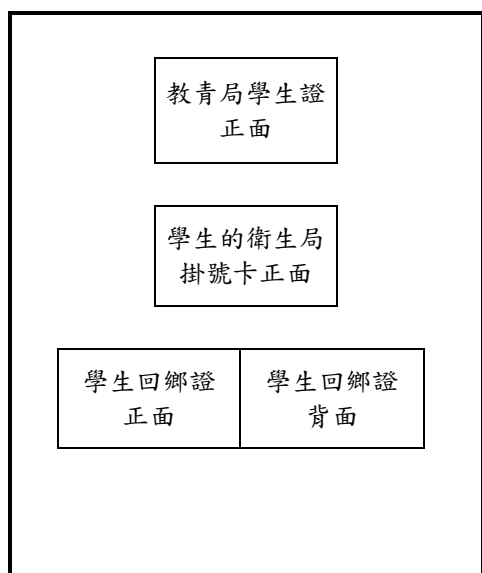 教青局學生證
正面
學生的衛生局
掛號卡正面
學生回鄉證
正面
學生回鄉證
背面